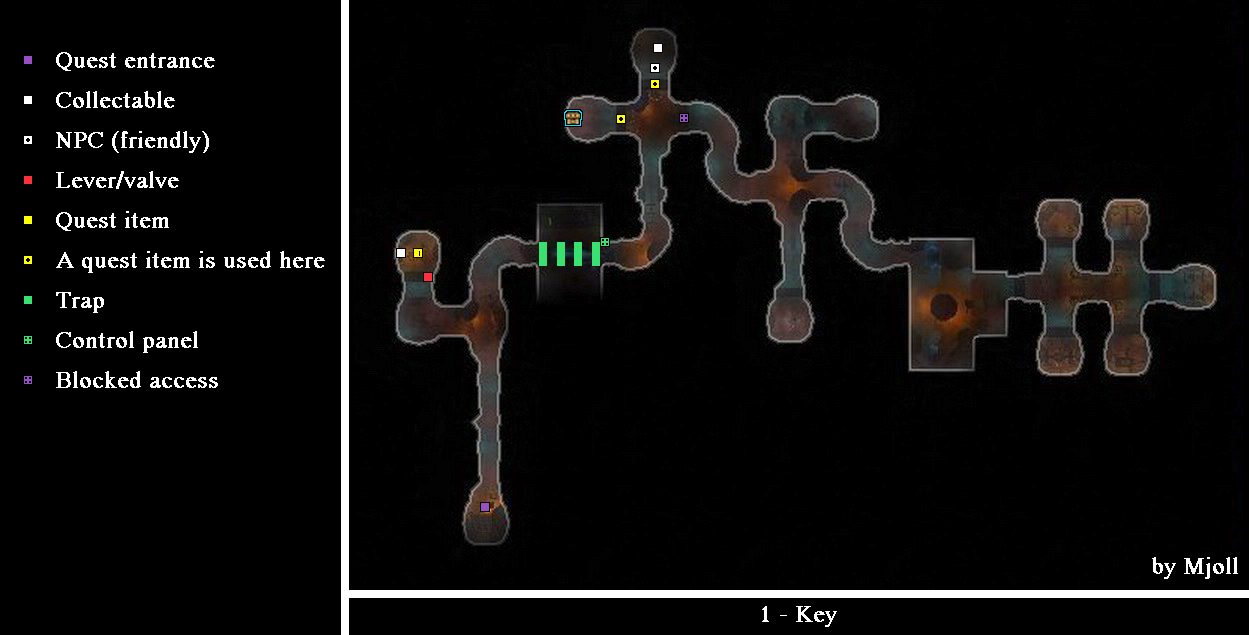 Quest entrance
Collectable
NPC (friendly)
Lever/valve
Quest item
A quest item is used here
Trap
Control panel
Blocked access
by Mjoll
1 - Key